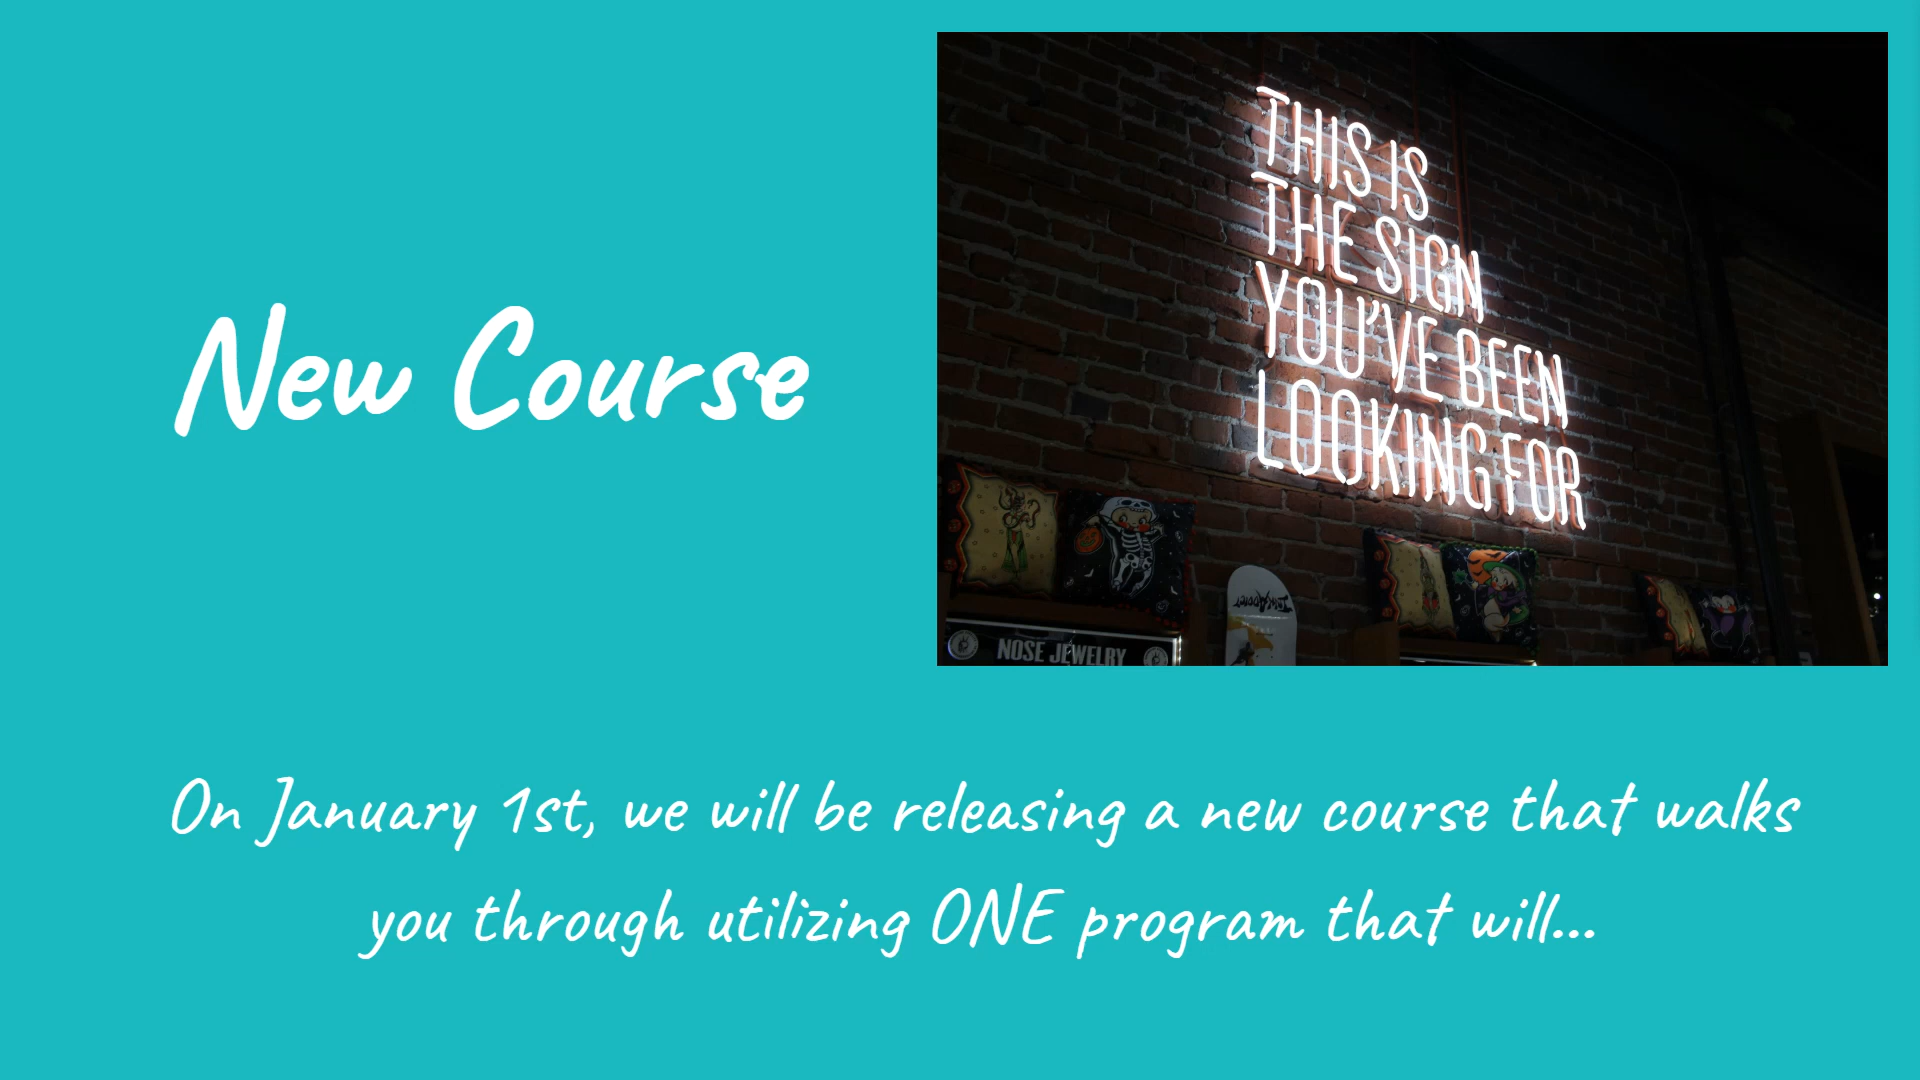 New Course
THIS IS
THE SIGN
YOU'VE BEEN
LOOKING FOR
NOSE JEWELRY
On January 1st, we will be releasing a new course that walks
you through utilizing ONE program that will...